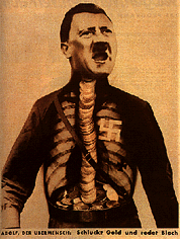 ADOLF, DER ÜBERMENSCH: Schluckt Gold und redet Blech